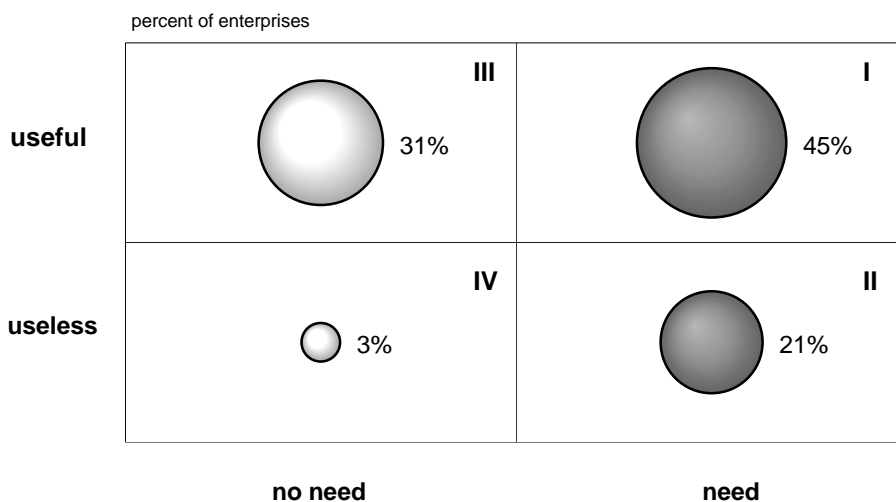 percent of enterprises
III
I
useful
31%
45%
IV
II
useless
3%
21%
no need
need